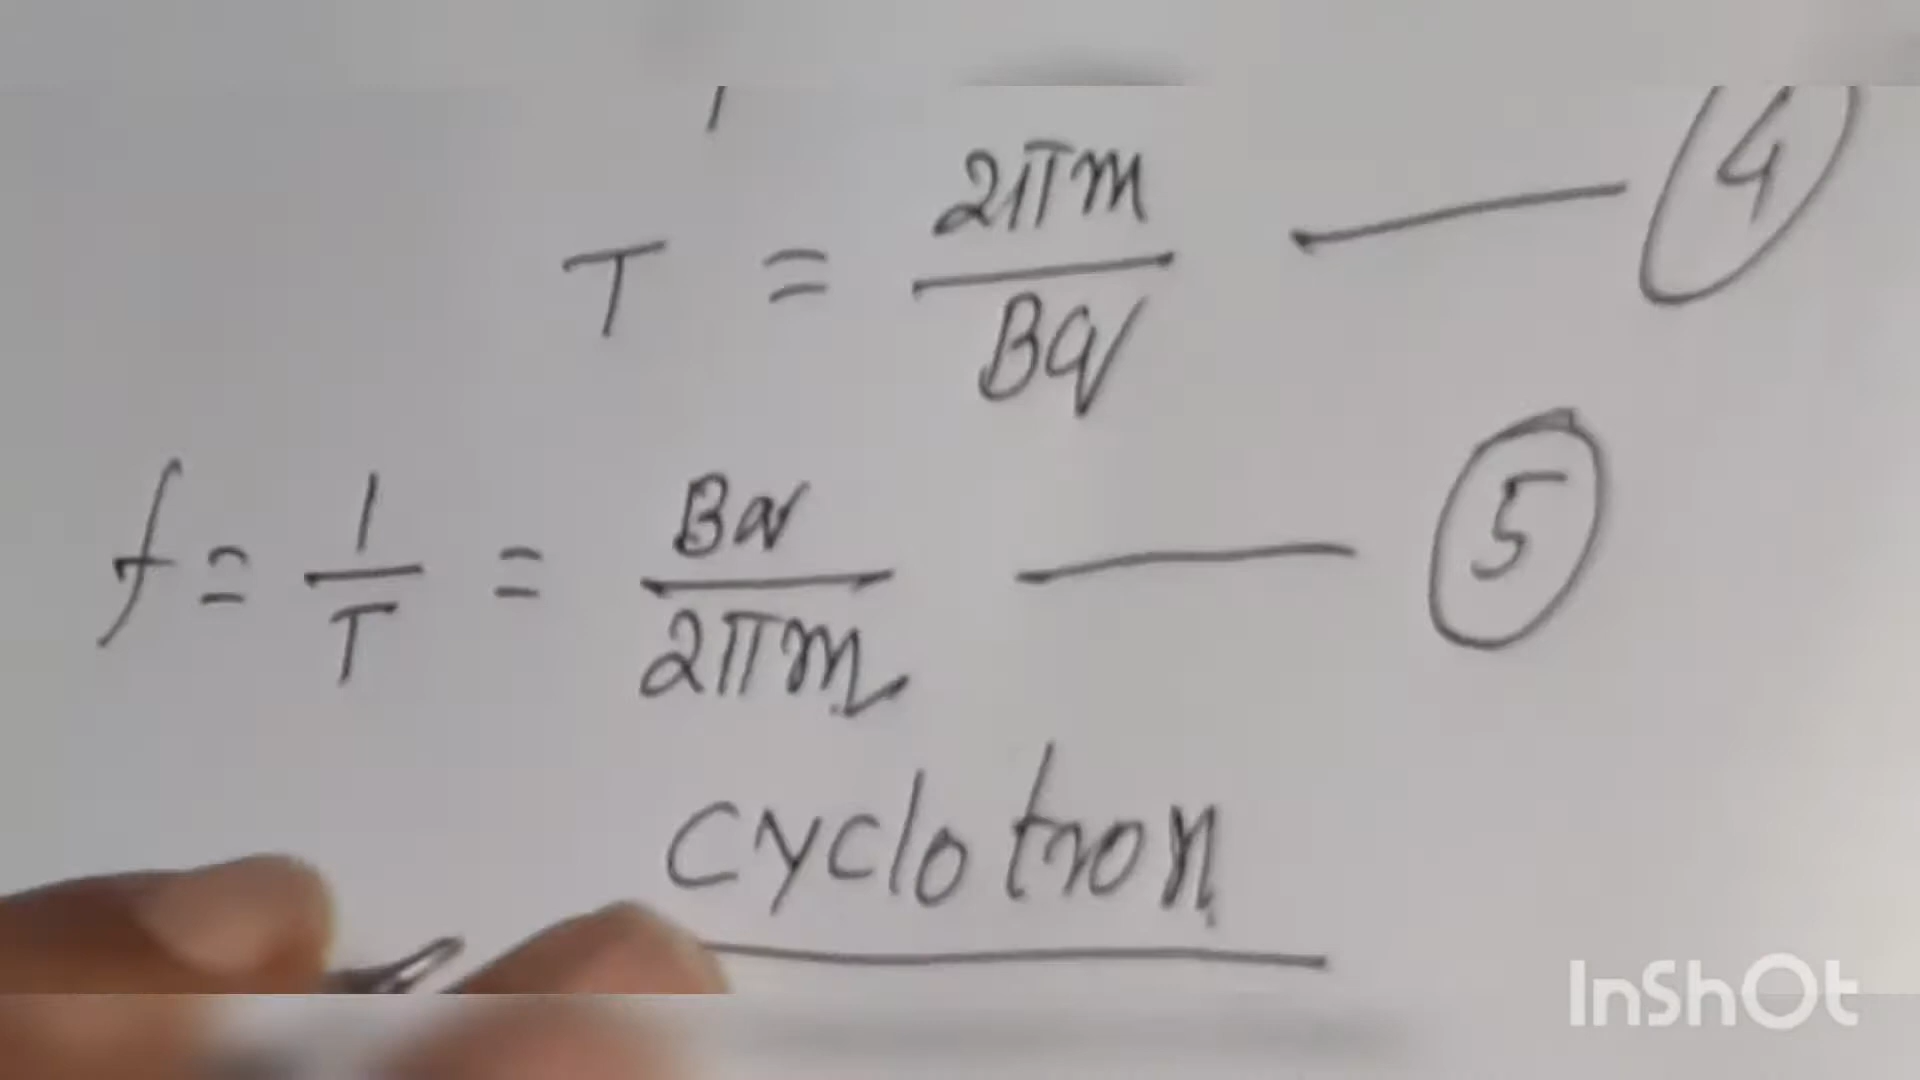 T = 2πm/Bq — 4
f = 1/T = Bq/2πm — 5
cyclotron
InShOt